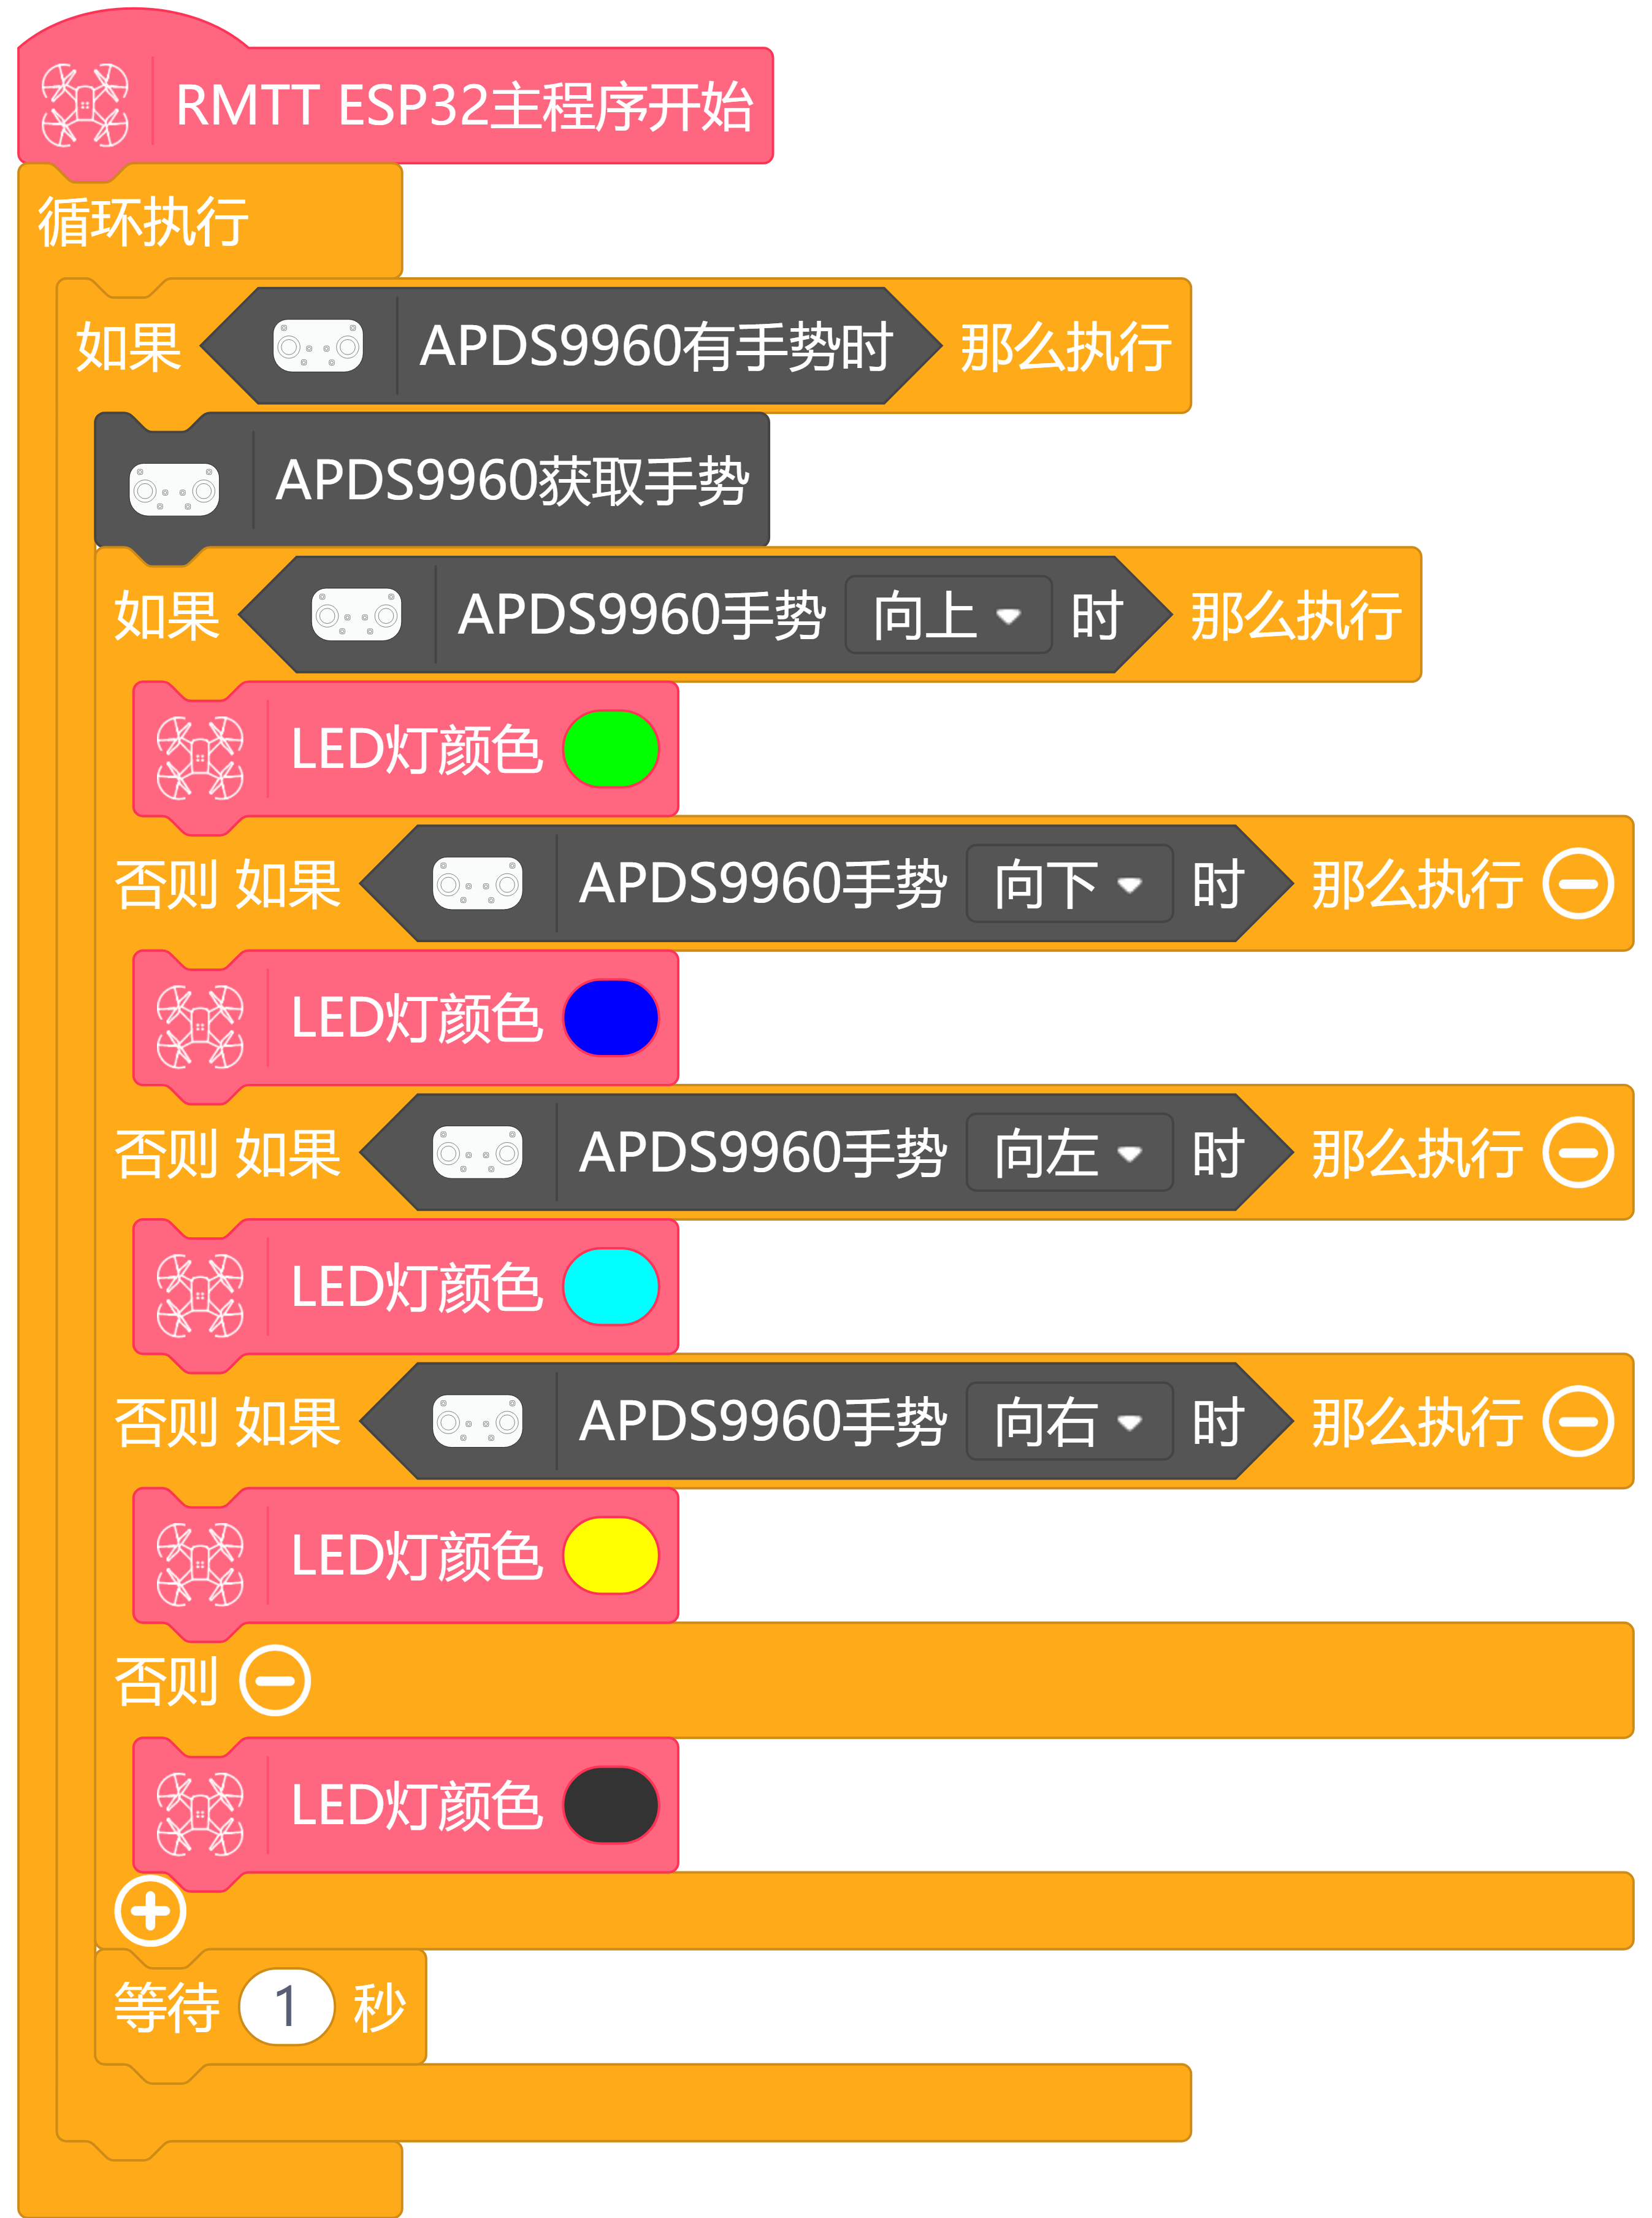 RMTT ESP32主程序开始
循环执行
如果 APDS9960有手势时 那么执行
APDS9960获取手势
如果 APDS9960手势 向上 时 那么执行
LED灯颜色
否则 如果 APDS9960手势 向下 时 那么执行
LED灯颜色
否则 如果 APDS9960手势 向左 时 那么执行
LED灯颜色
否则 如果 APDS9960手势 向右 时 那么执行
LED灯颜色
否则
LED灯颜色
等待 1 秒